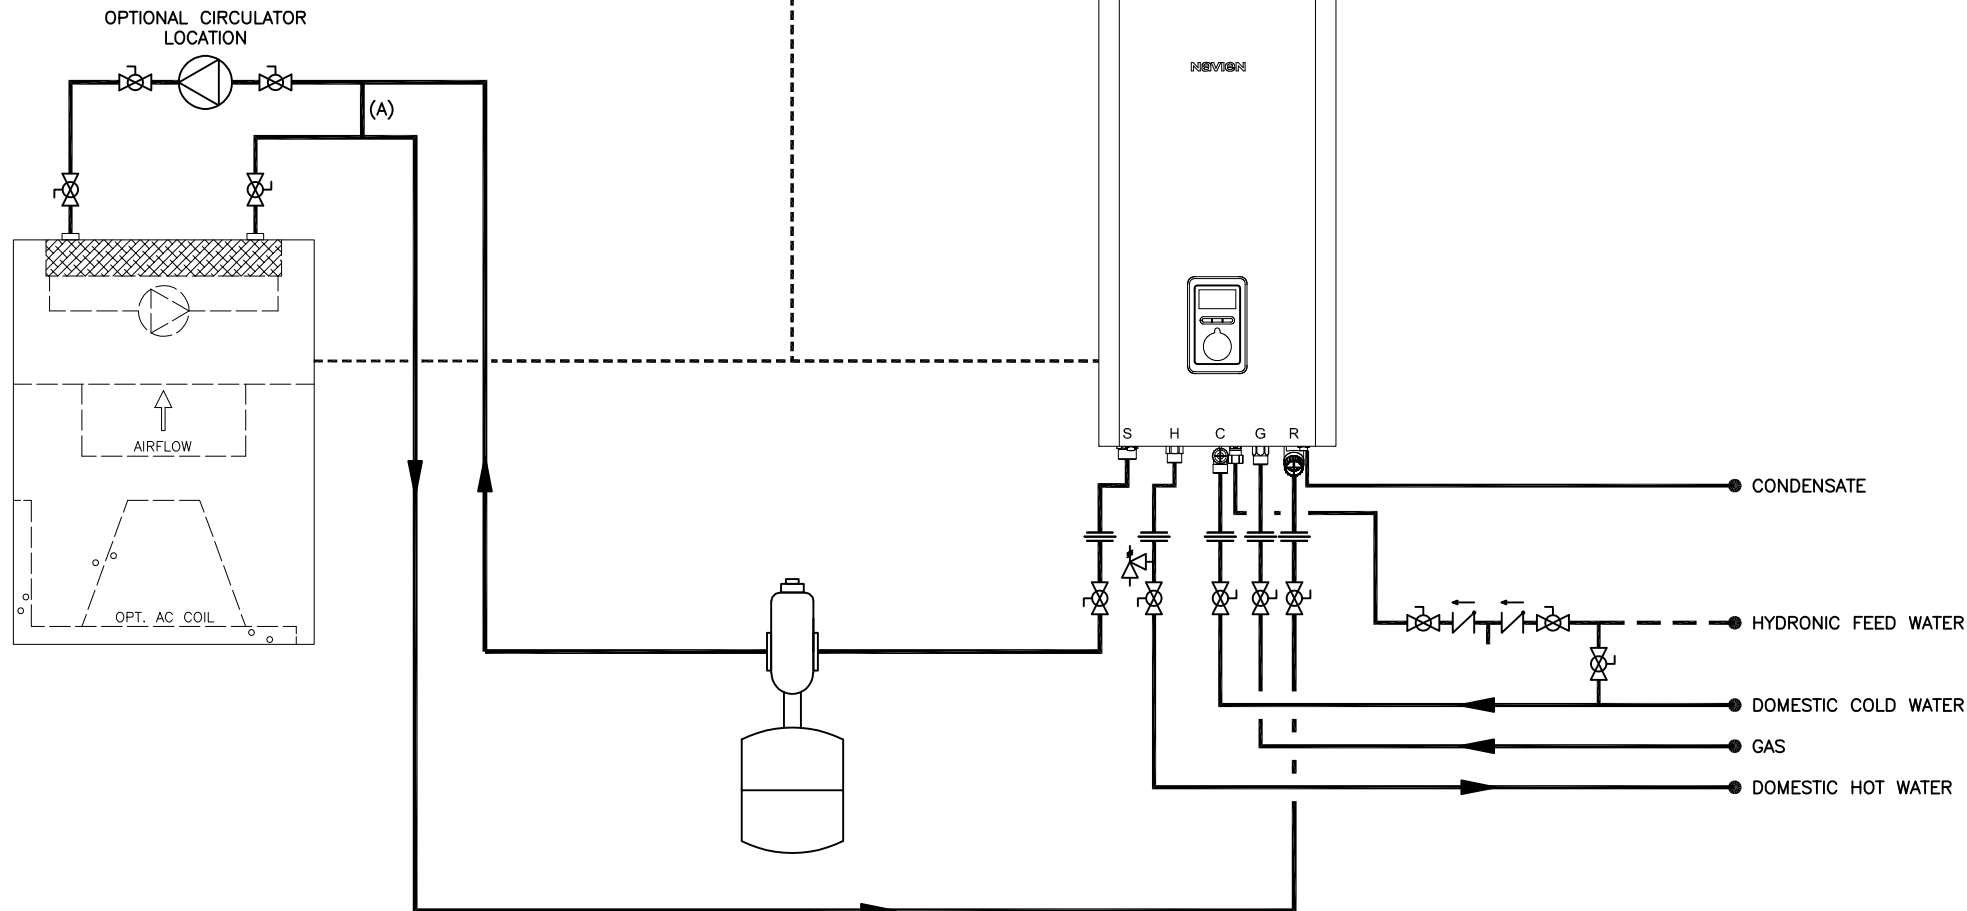 OPTIONAL CIRCULATOR
LOCATION
NAVIEN
(A)
AIRFLOW
OPT. AC COIL
S H C G R
CONDENSATE
HYDRONIC FEED WATER
DOMESTIC COLD WATER
GAS
DOMESTIC HOT WATER